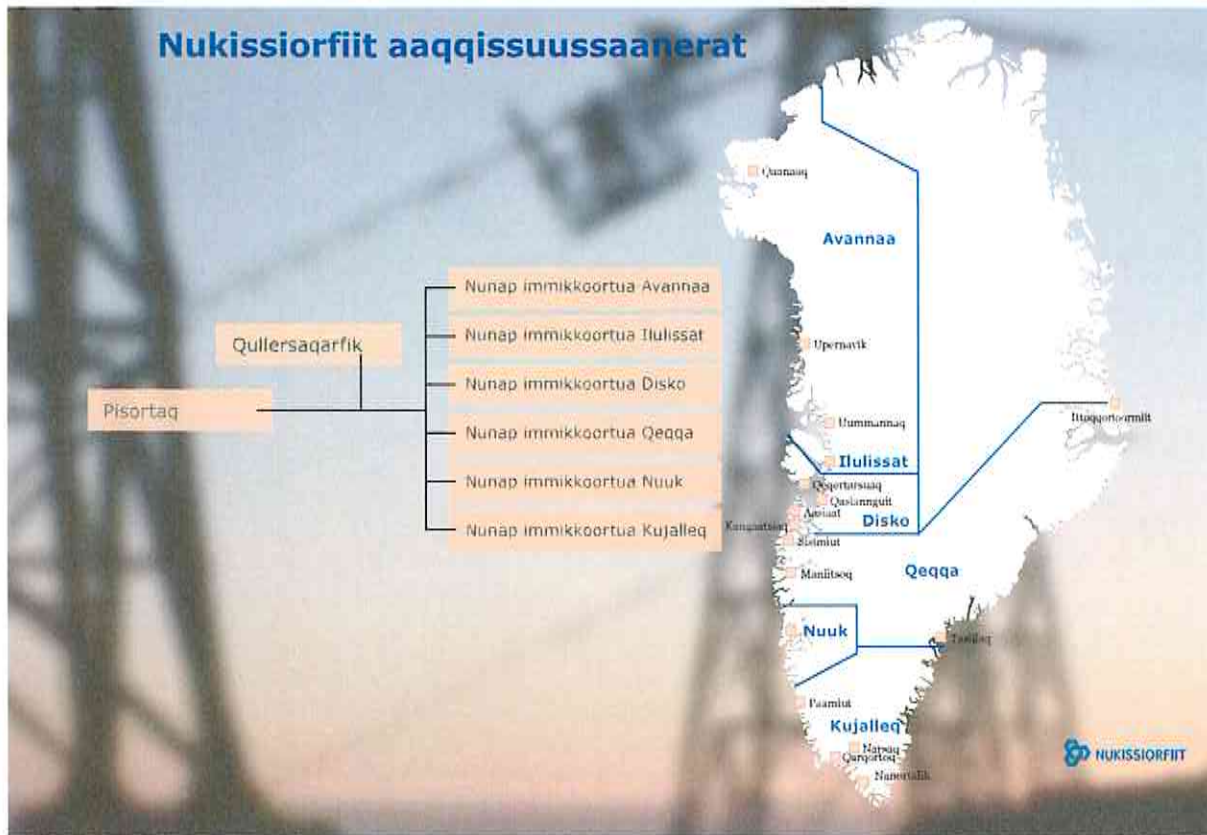 Nukissiorfiit aaqqissuussaanerat
Pisortaq
Qullersaqarfik
Nunap immikkoortua Avannaa
Nunap immikkoortua Ilulissat
Nunap immikkoortua Disko
Nunap immikkoortua Qeqqa
Nunap immikkoortua Nuuk
Nunap immikkoortua Kujalleq
Qaanaaq
Avannaa
Upernavik
Ittoqqortoormiit
Uummannaq
Ilulissat
Qeqertarsuaq
Qasiannguit
Aasiaat
Disko
Kangaatsiaq
Sisimiut
Maniitsoq
Qeqqa
Nuuk
Tasiilaq
Paamiut
Kujalleq
Narsaq
Qaqortoq
Nanortalik
NUKISSIORFIIT